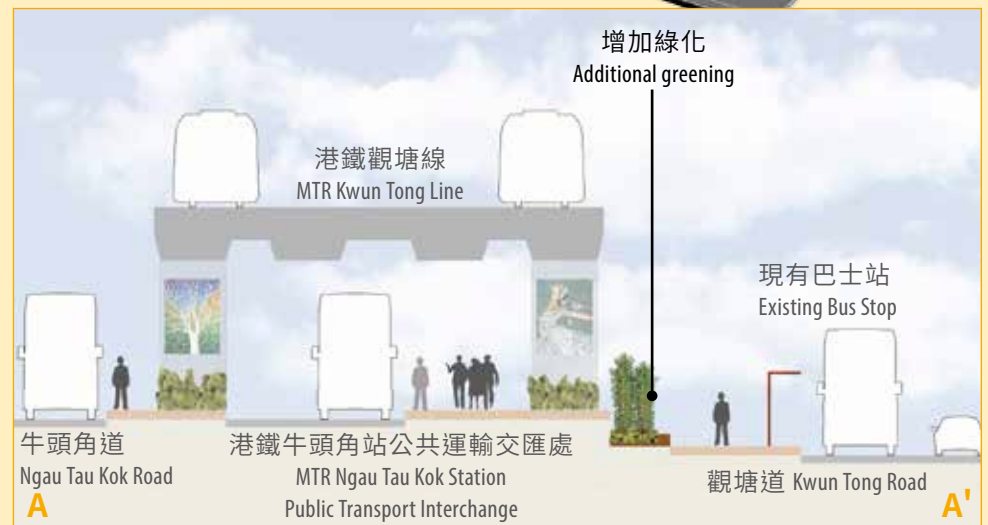 增加綠化
Additional greening
港鐵觀塘線
MTR Kwun Tong Line
現有巴士站
Existing Bus Stop
牛頭角道
Ngau Tau Kok Road
港鐵牛頭角站公共運輸交匯處
MTR Ngau Tau Kok Station
Public Transport Interchange
觀塘道 Kwun Tong Road
A
A'